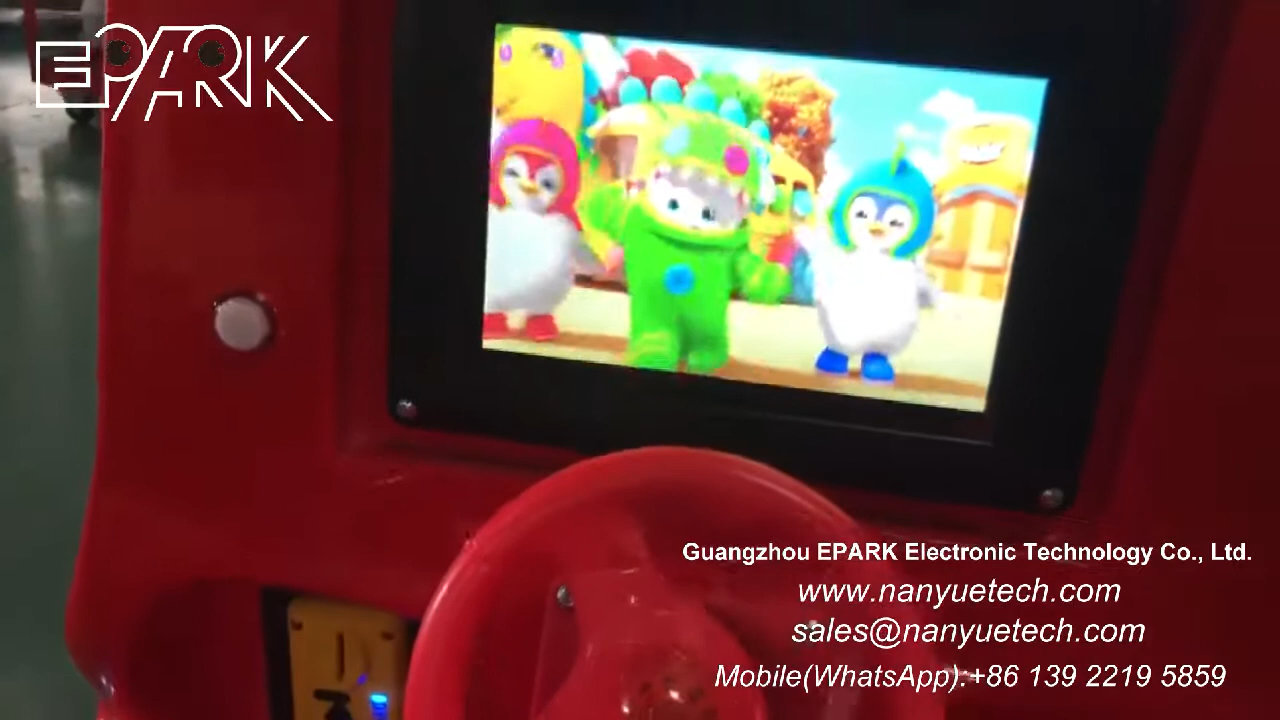 EPARK
Guangzhou EPARK Electronic Technology Co., Ltd.
www.nanyuetech.com
sales@nanyuetech.com
Mobile(WhatsApp):+86 139 2219 5859